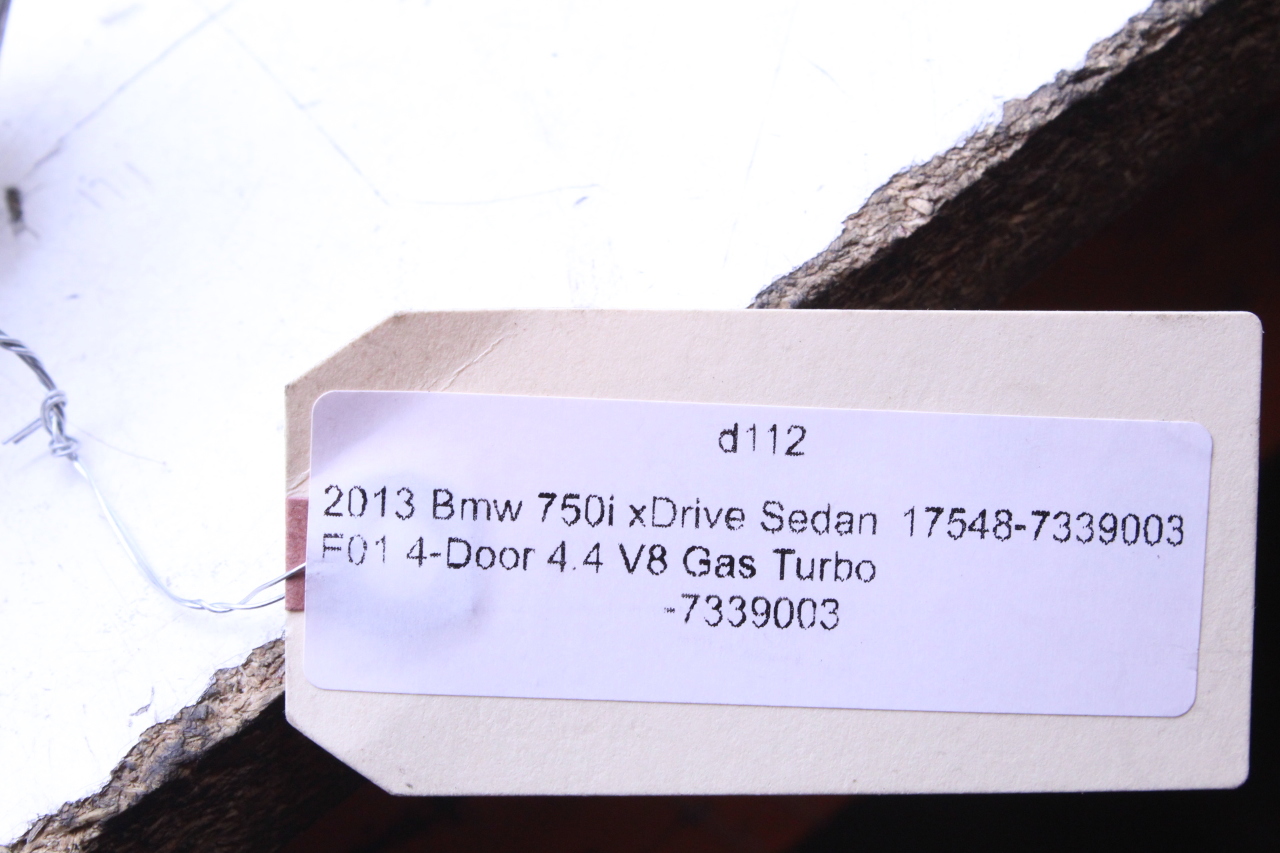 d112
2013 Bmw 750i xDrive Sedan 17548-7339003
F01 4-Door 4.4 V8 Gas Turbo
-7339003